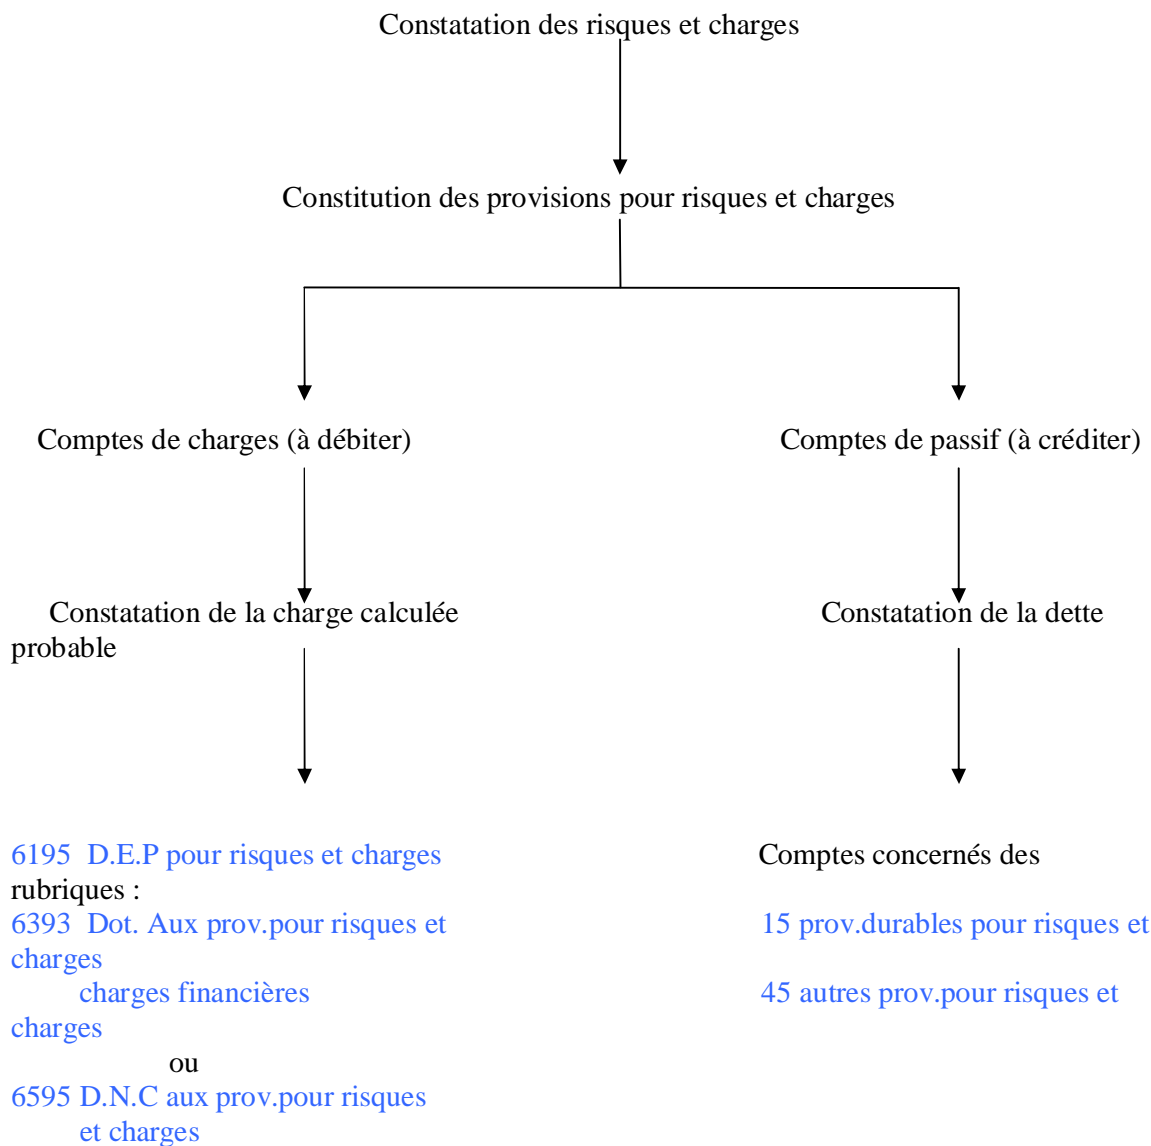 Constatation des risques et charges
Constitution des provisions pour risques et charges
Comptes de charges (à débiter) Comptes de passif (à créditer)
Constatation de la charge calculée Constatation de la dette
probable
6195 D.E.P pour risques et charges Comptes concernés des
rubriques :
6393 Dot. Aux prov.pour risques et 15 prov.durables pour risques et
charges
charges financières 45 autres prov.pour risques et
charges
ou
6595 D.N.C aux prov.pour risques
et charges